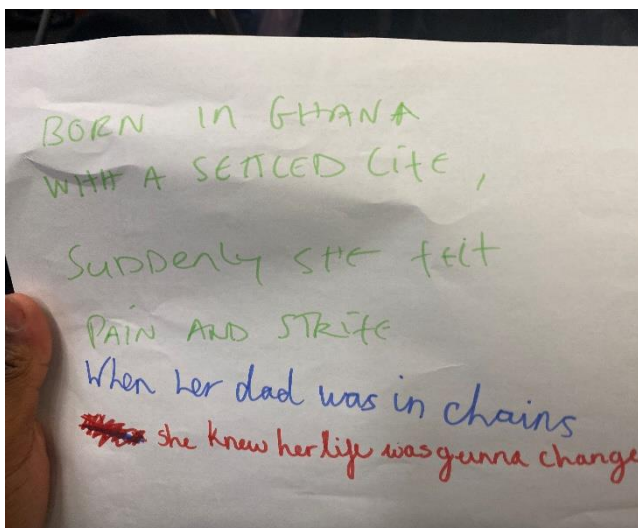 BORN IN GHANA
WITH A SETTLED LIFE,
SUDDENLY SHE FELT
PAIN AND STRIFE
When her dad was in chains
she knew her life was gunna change